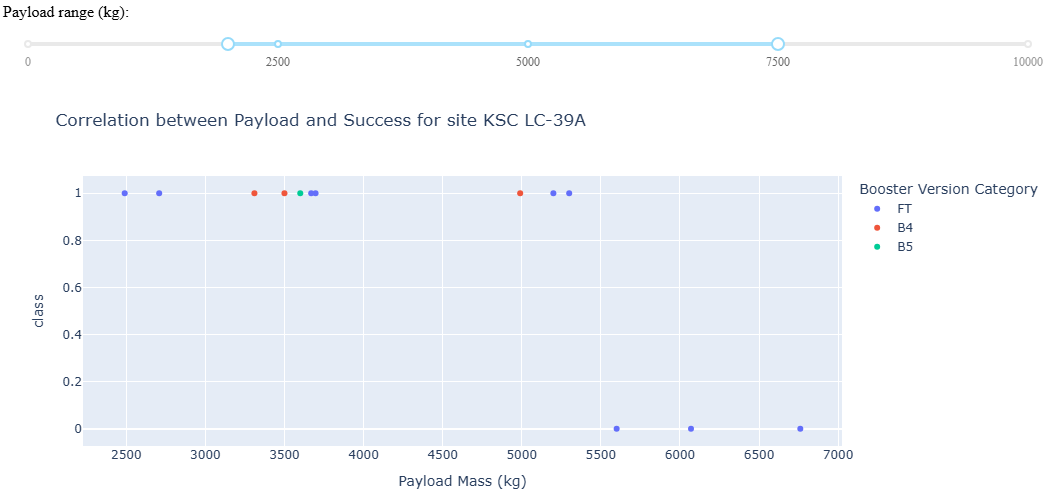 Payload range (kg):
0 2500 5000 7500 10000
Correlation between Payload and Success for site KSC LC-39A
Booster Version Category
FT
B4
B5
1
0.8
0.6
0.4
0.2
0
class
2500 3000 3500 4000 4500 5000 5500 6000 6500 7000
Payload Mass (kg)